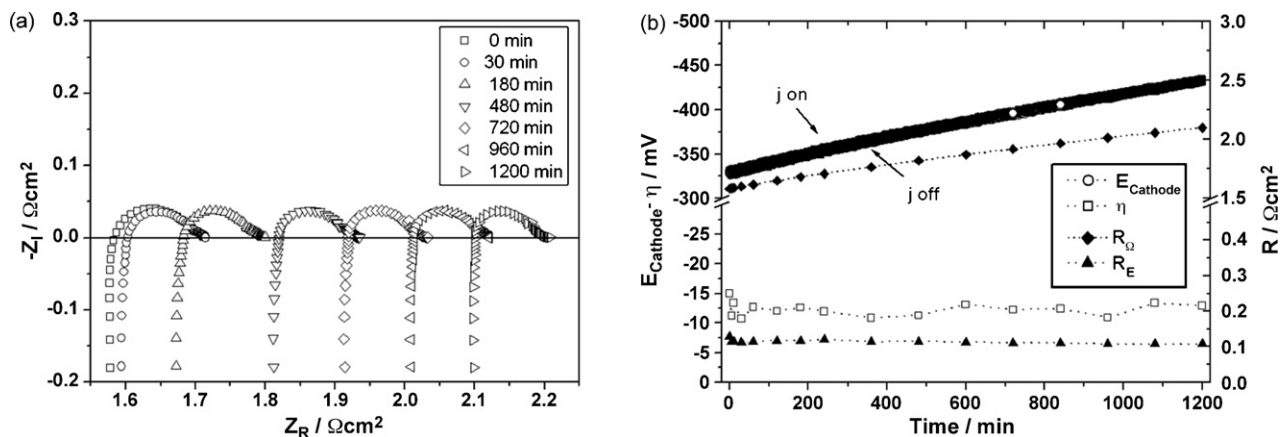 (a)
-Z_I / Ωcm²
0.3
0.2
0.1
0.0
-0.1
-0.2
1.6 1.7 1.8 1.9 2.0 2.1 2.2
Z_R / Ωcm²
0 min
30 min
180 min
480 min
720 min
960 min
1200 min
(b)
E_Cathode- η / mV
-500
-450
-400
-350
-300
-25
-20
-15
-10
-5
0
0 200 400 600 800 1000 1200
Time / min
j on
j off
E_Cathode
η
R_Ω
R_E
3.0
2.5
2.0
1.5
0.4
0.3
0.2
0.1
0.0
R / Ωcm²